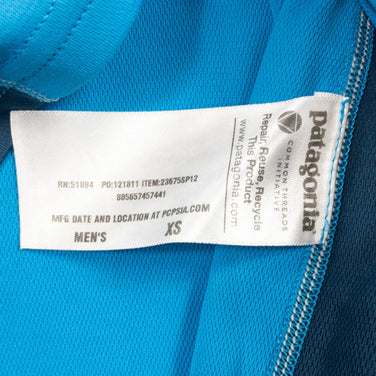 patagonia
COMMON THREADS
INITIATIVE
Repair, Reuse, Recycle
This Product
www.patagonia.com
RN:51884 PO:121811 ITEM:23675SP12
885657457441
MFG DATE AND LOCATION AT PCPSIA.COM
MEN'S XS